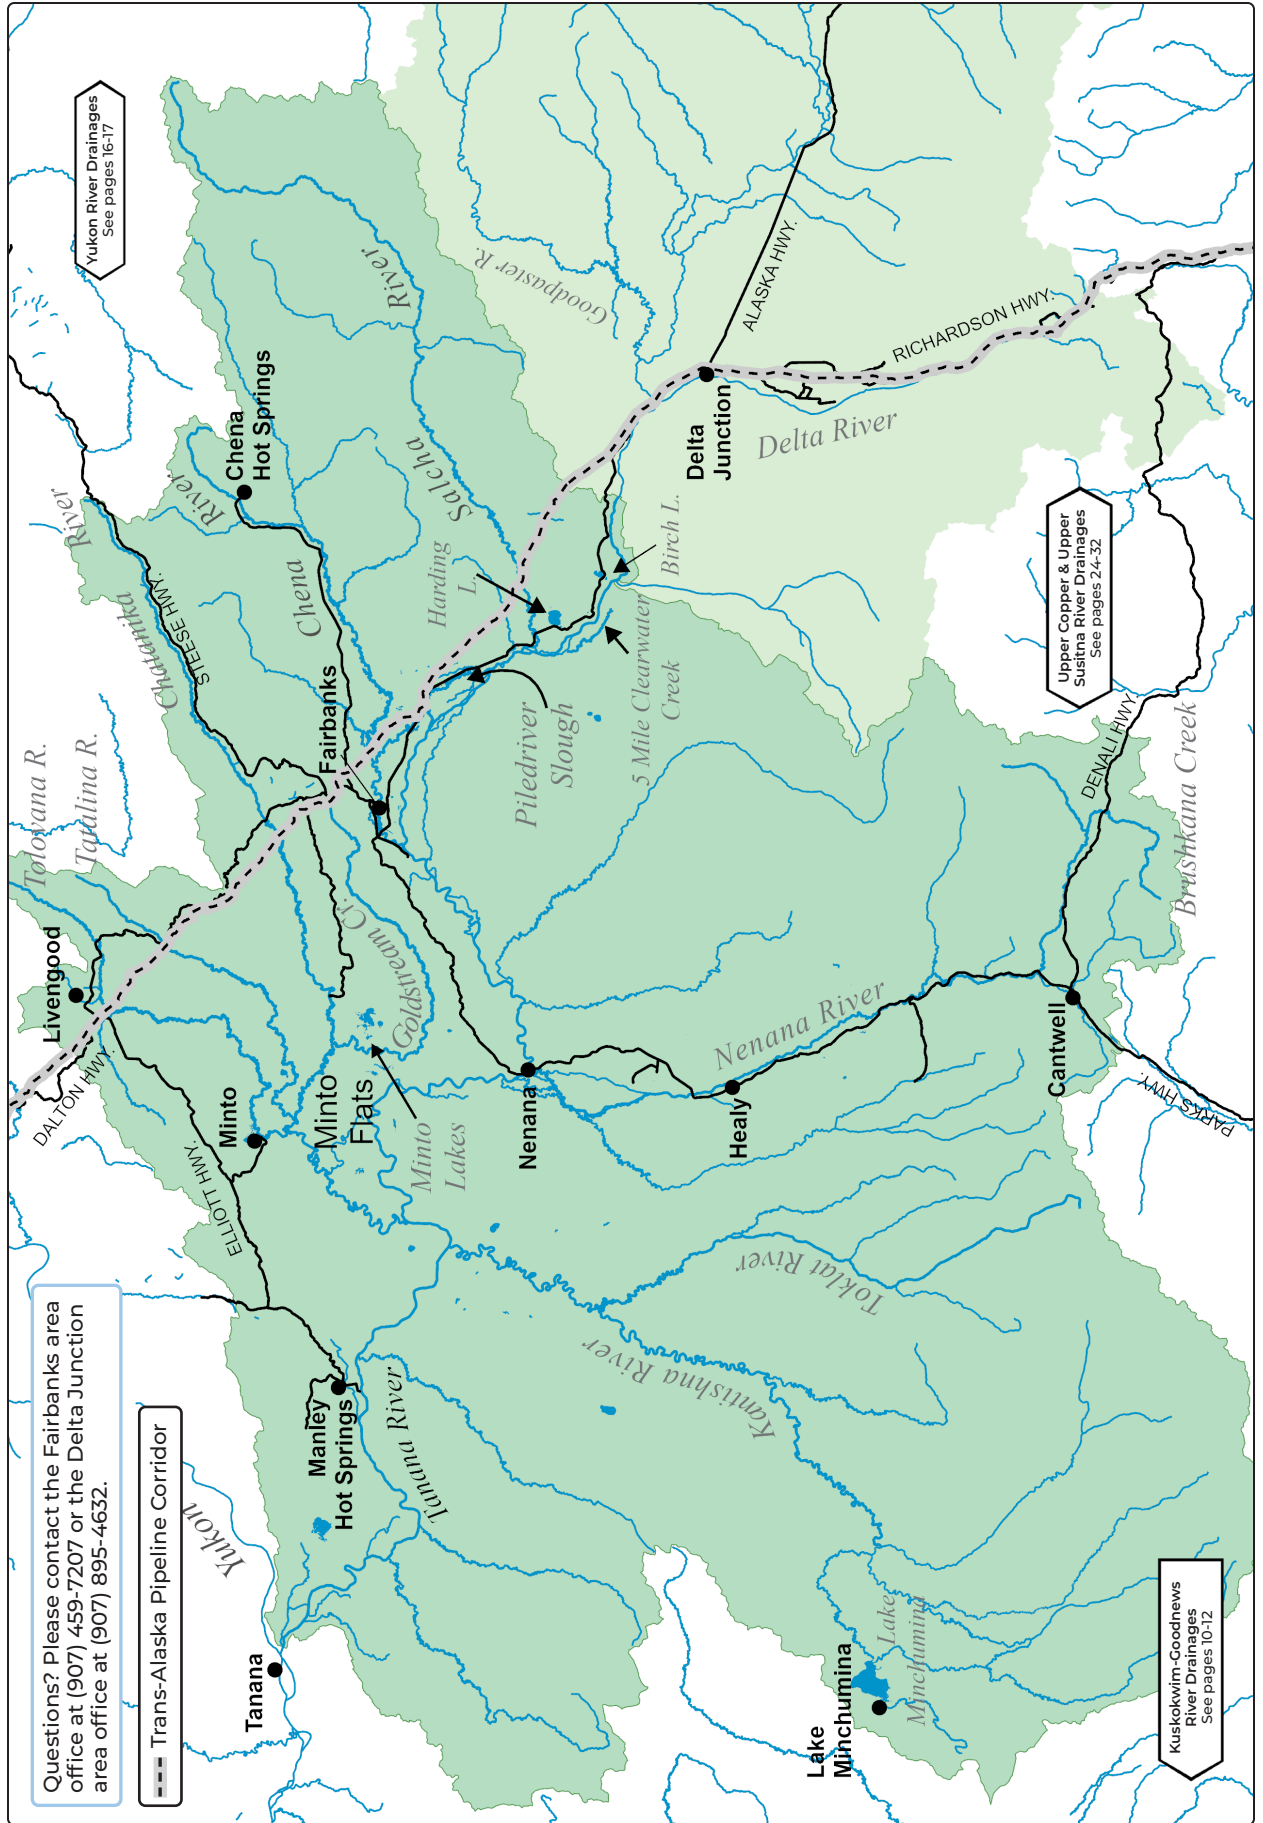 Questions? Please contact the Fairbanks area
office at (907) 459-7207 or the Delta Junction
area office at (907) 895-4632.
Trans-Alaska Pipeline Corridor
Yukon River Drainages
See pages 16-17
Upper Copper & Upper
Susitna River Drainages
See pages 24-32
Kuskokwim-Goodnews
River Drainages
See pages 10-12
Tanana
Yukon
Manley
Hot Springs
Tanana River
ELLIOTT HWY.
DALTON HWY.
Livengood
Tolovana R.
Tatalina R.
Minto
Minto
Flats
Minto
Lakes
Goldstream Cr.
Chatanika
River
STEESE HWY.
Fairbanks
Chena
River
Chena
Hot Springs
Salcha
River
Harding
L.
Birch L.
Piledriver
Slough
5 Mile Clearwater
Creek
Goodpaster R.
Delta
Junction
Delta River
ALASKA HWY.
RICHARDSON HWY.
Nenana
Nenana River
Healy
Cantwell
DENALI HWY.
Brushkana Creek
PARKS HWY.
Toklat River
Kantishna River
Lake
Minchumina
Lake
Minchumina